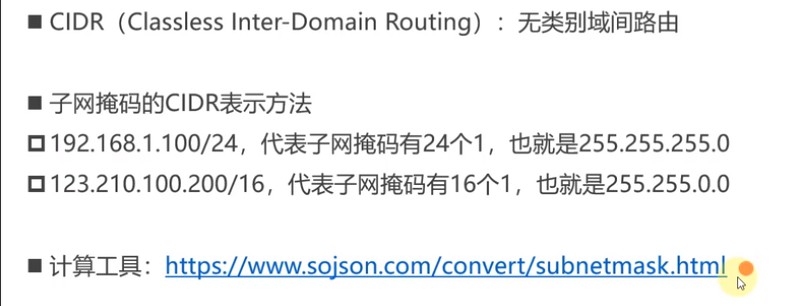 ■ CIDR（Classless Inter-Domain Routing）：无类别域间路由
■ 子网掩码的CIDR表示方法
192.168.1.100/24，代表子网掩码有24个1，也就是255.255.255.0
123.210.100.200/16，代表子网掩码有16个1，也就是255.255.0.0
■ 计算工具：https://www.sojson.com/convert/subnetmask.html